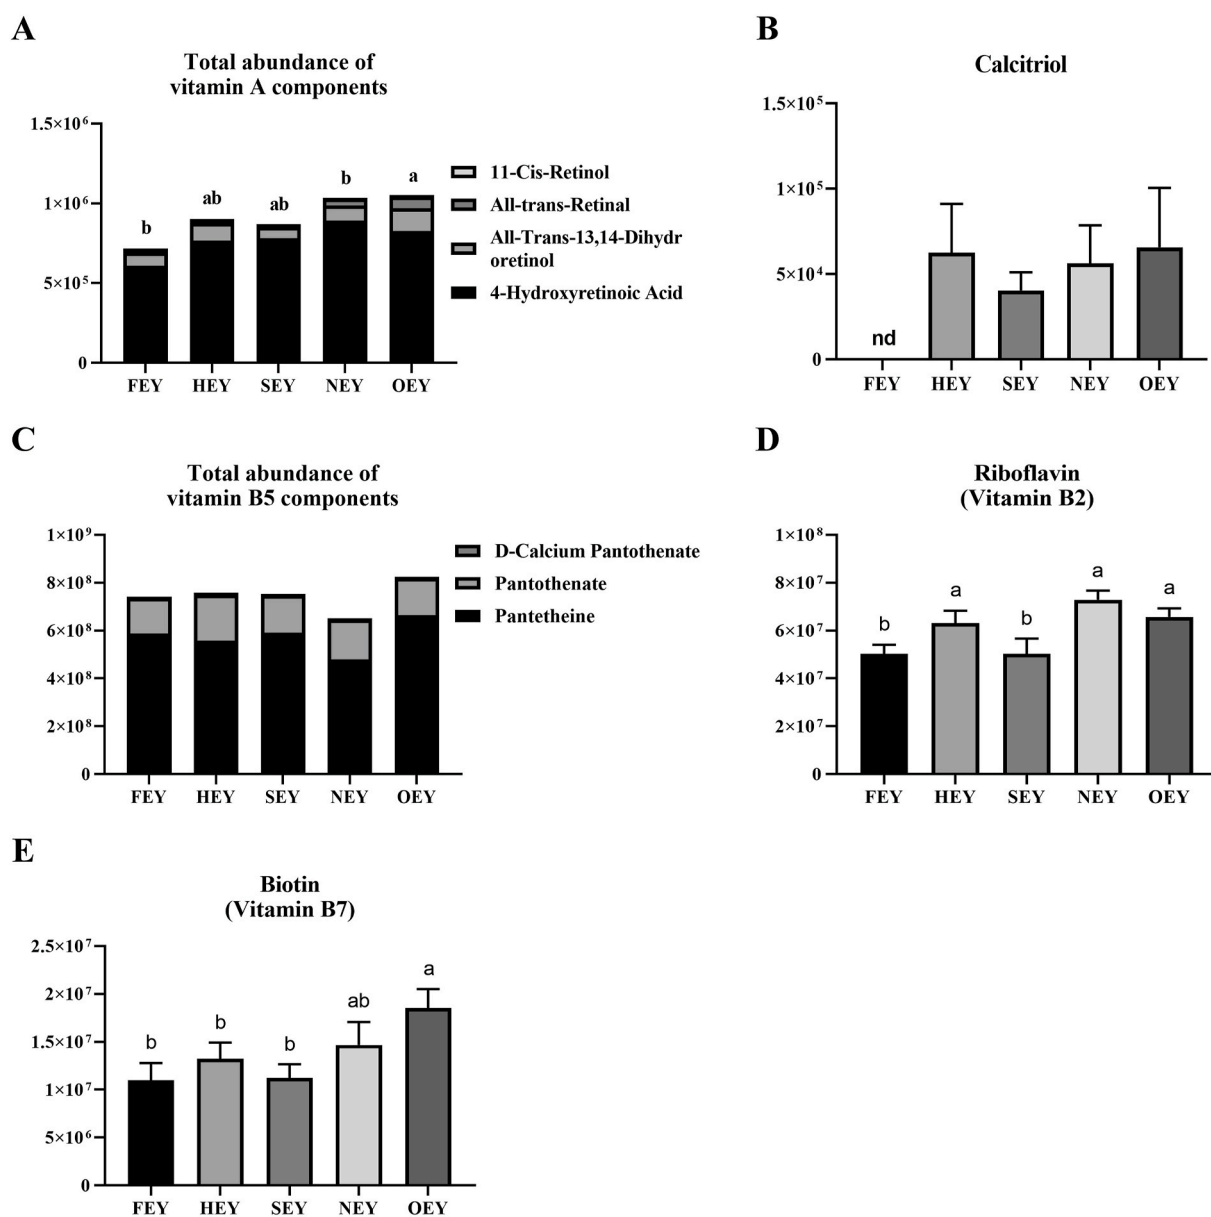 A
Total abundance of
vitamin A components
1.5×10⁶
1×10⁶
5×10⁵
0
b
ab
ab
b
a
FEY HEY SEY NEY OEY
11-Cis-Retinol
All-trans-Retinal
All-Trans-13,14-Dihydr
oretinol
4-Hydroxyretinoic Acid
B
Calcitriol
1.5×10⁵
1×10⁵
5×10⁴
0
nd
FEY HEY SEY NEY OEY
C
Total abundance of
vitamin B5 components
1×10⁹
8×10⁸
6×10⁸
4×10⁸
2×10⁸
0
FEY HEY SEY NEY OEY
D-Calcium Pantothenate
Pantothenate
Pantetheine
D
Riboflavin
(Vitamin B2)
1×10⁸
8×10⁷
6×10⁷
4×10⁷
2×10⁷
0
b
a
b
a
a
FEY HEY SEY NEY OEY
E
Biotin
(Vitamin B7)
2.5×10⁷
2×10⁷
1.5×10⁷
1×10⁷
5×10⁶
0
b
b
b
ab
a
FEY HEY SEY NEY OEY